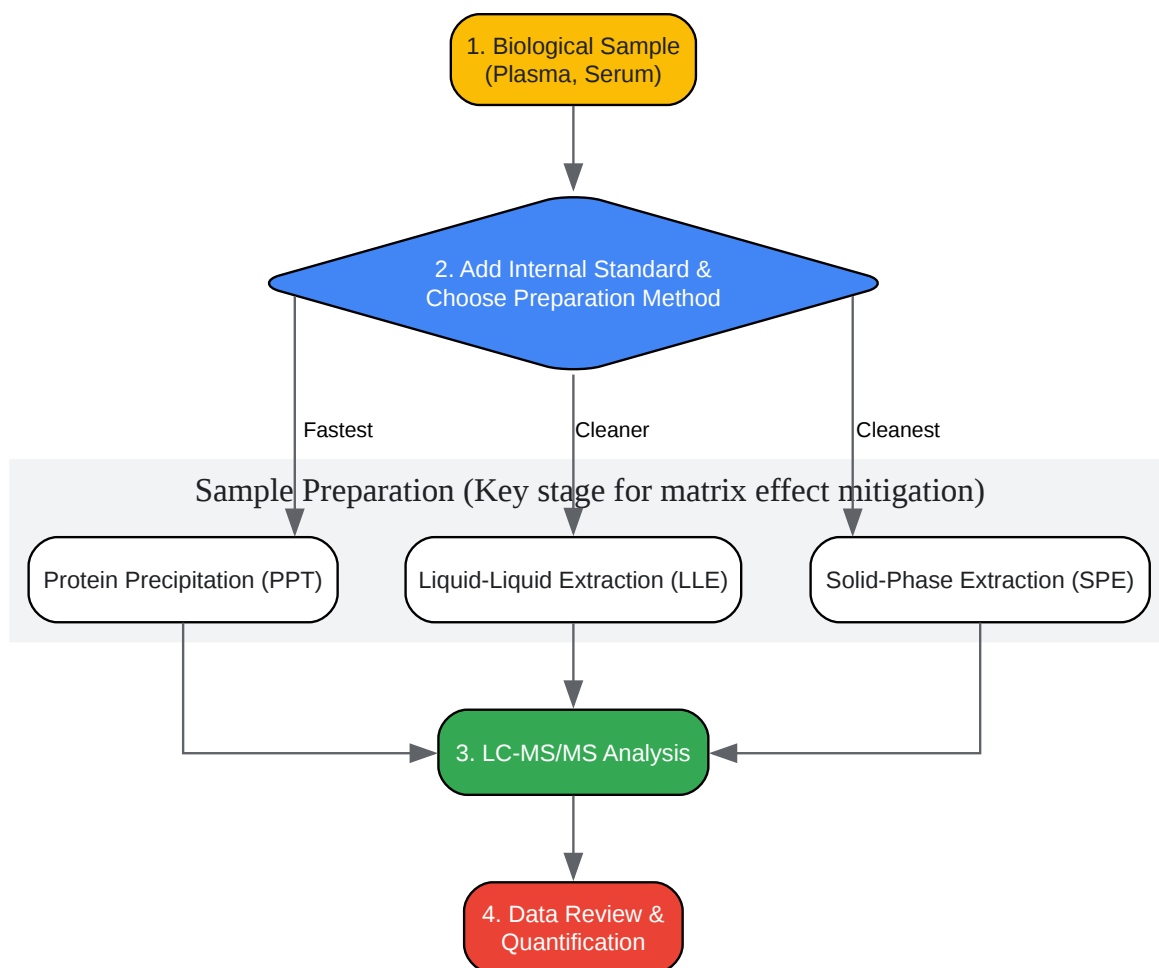 1. Biological Sample
(Plasma, Serum)
2. Add Internal Standard &
Choose Preparation Method
Fastest
Cleaner
Cleanest
Sample Preparation (Key stage for matrix effect mitigation)
Protein Precipitation (PPT)
Liquid-Liquid Extraction (LLE)
Solid-Phase Extraction (SPE)
3. LC-MS/MS Analysis
4. Data Review &
Quantification